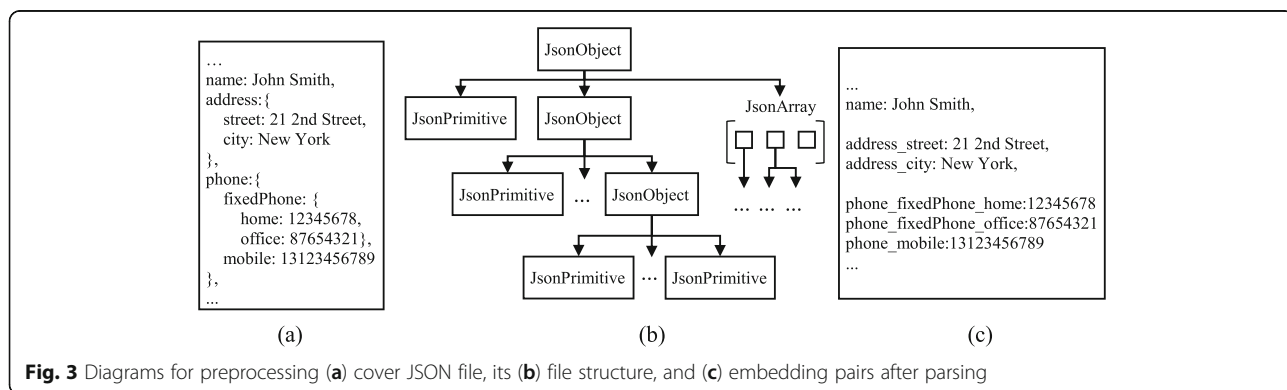 …
name: John Smith,
address:{
street: 21 2nd Street,
city: New York
},
phone:{
fixedPhone: {
home: 12345678,
office: 87654321},
mobile: 13123456789
},
...
(a)
JsonObject
JsonPrimitive
JsonObject
JsonArray
JsonPrimitive
...
JsonObject
... ... ...
JsonPrimitive
...
JsonPrimitive
(b)
...
name: John Smith,
address_street: 21 2nd Street,
address_city: New York,
phone_fixedPhone_home:12345678
phone_fixedPhone_office:87654321
phone_mobile:13123456789
...
(c)
Fig. 3 Diagrams for preprocessing (a) cover JSON file, its (b) file structure, and (c) embedding pairs after parsing